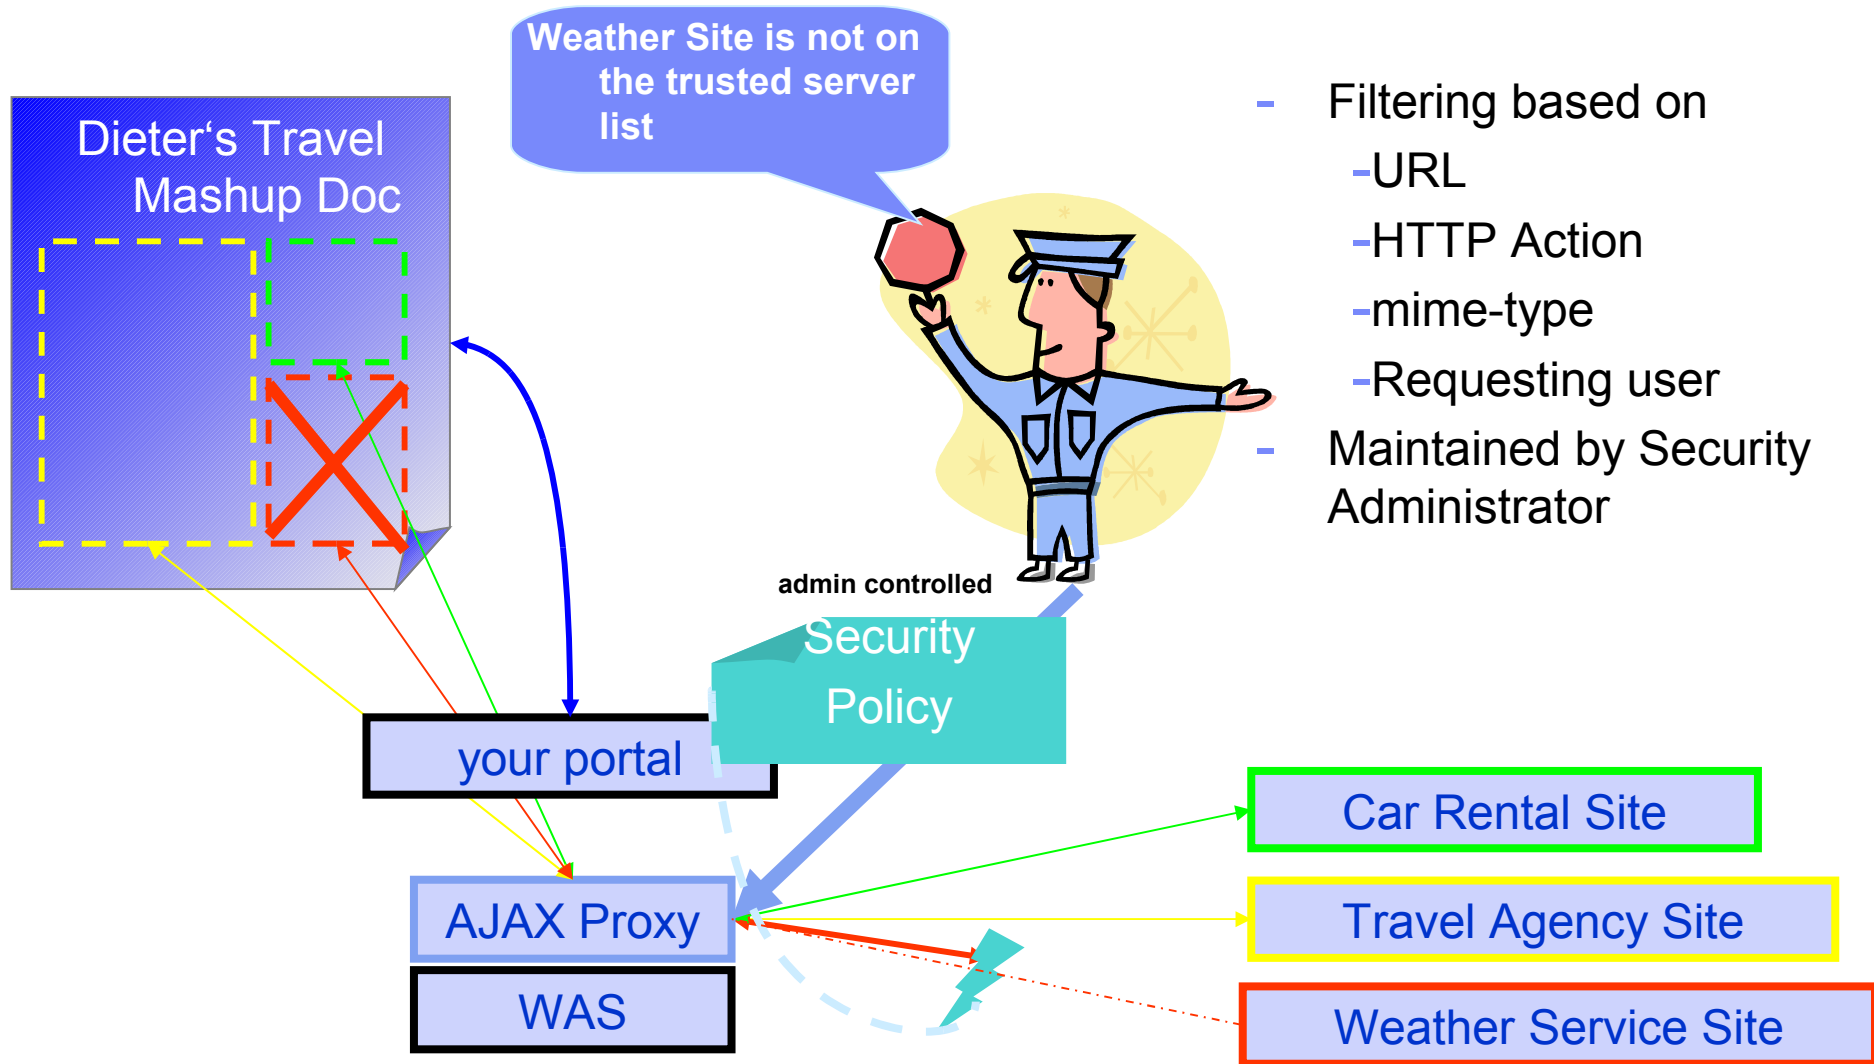 Weather Site is not on
the trusted server
list
Dieter‘s Travel
Mashup Doc
- Filtering based on
-URL
-HTTP Action
-mime-type
-Requesting user
- Maintained by Security
Administrator
admin controlled
Security
Policy
your portal
AJAX Proxy
WAS
Car Rental Site
Travel Agency Site
Weather Service Site